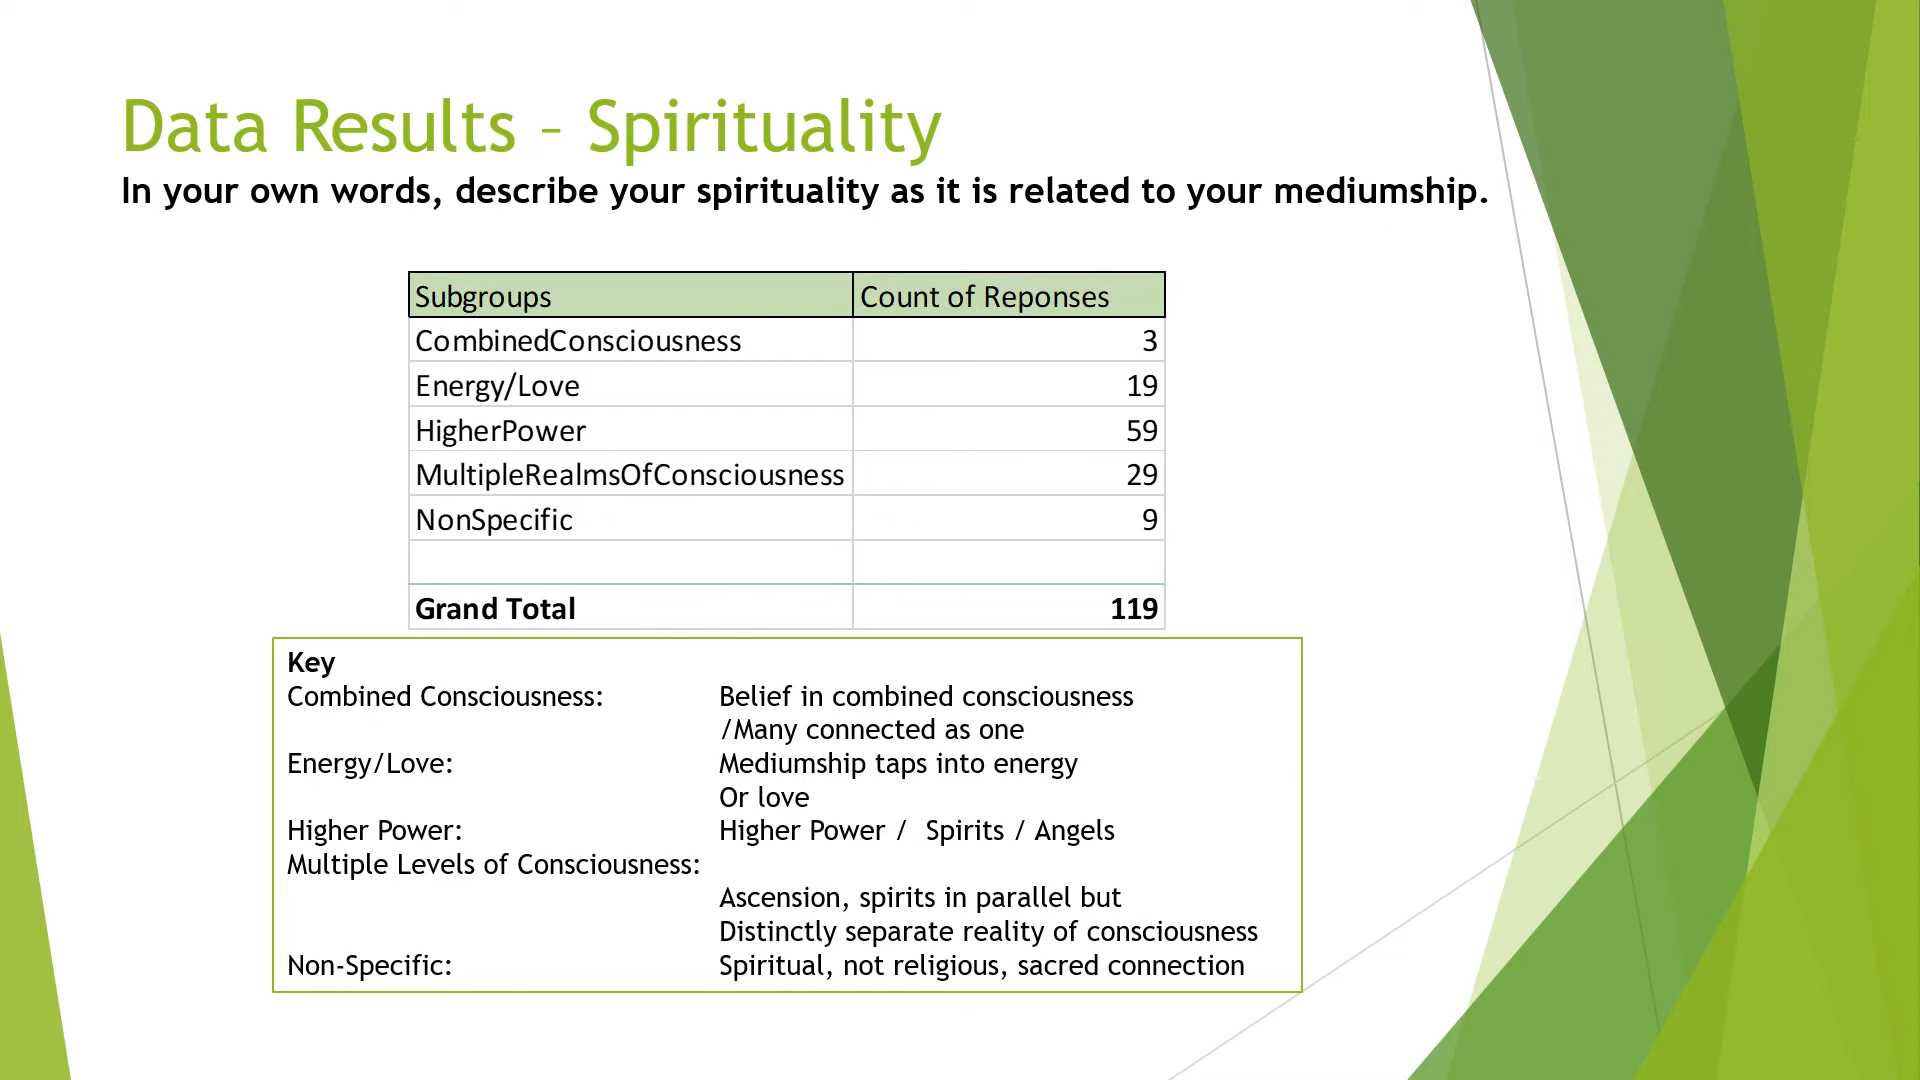 Data Results – Spirituality
In your own words, describe your spirituality as it is related to your mediumship.
Subgroups Count of Reponses
CombinedConsciousness 3
Energy/Love 19
HigherPower 59
MultipleRealmsOfConsciousness 29
NonSpecific 9
Grand Total 119
Key
Combined Consciousness: Belief in combined consciousness
/Many connected as one
Energy/Love: Mediumship taps into energy
Or love
Higher Power: Higher Power / Spirits / Angels
Multiple Levels of Consciousness:
Ascension, spirits in parallel but
Distinctly separate reality of consciousness
Non-Specific: Spiritual, not religious, sacred connection